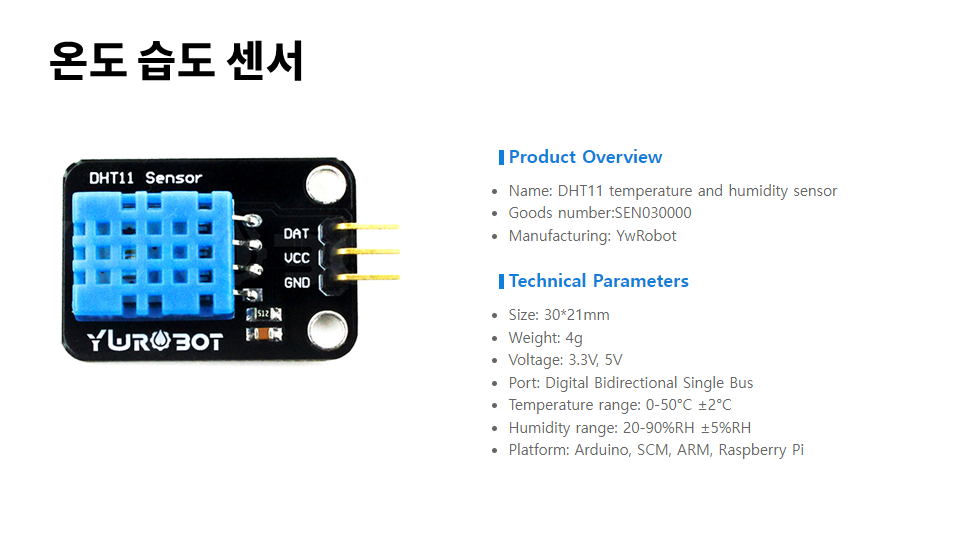 온도 습도 센서
DHT11 Sensor
DAT
VCC
GND
512
YWROBOT
Product Overview
• Name: DHT11 temperature and humidity sensor
• Goods number:SEN030000
• Manufacturing: YwRobot
Technical Parameters
• Size: 30*21mm
• Weight: 4g
• Voltage: 3.3V, 5V
• Port: Digital Bidirectional Single Bus
• Temperature range: 0-50°C ±2°C
• Humidity range: 20-90%RH ±5%RH
• Platform: Arduino, SCM, ARM, Raspberry Pi